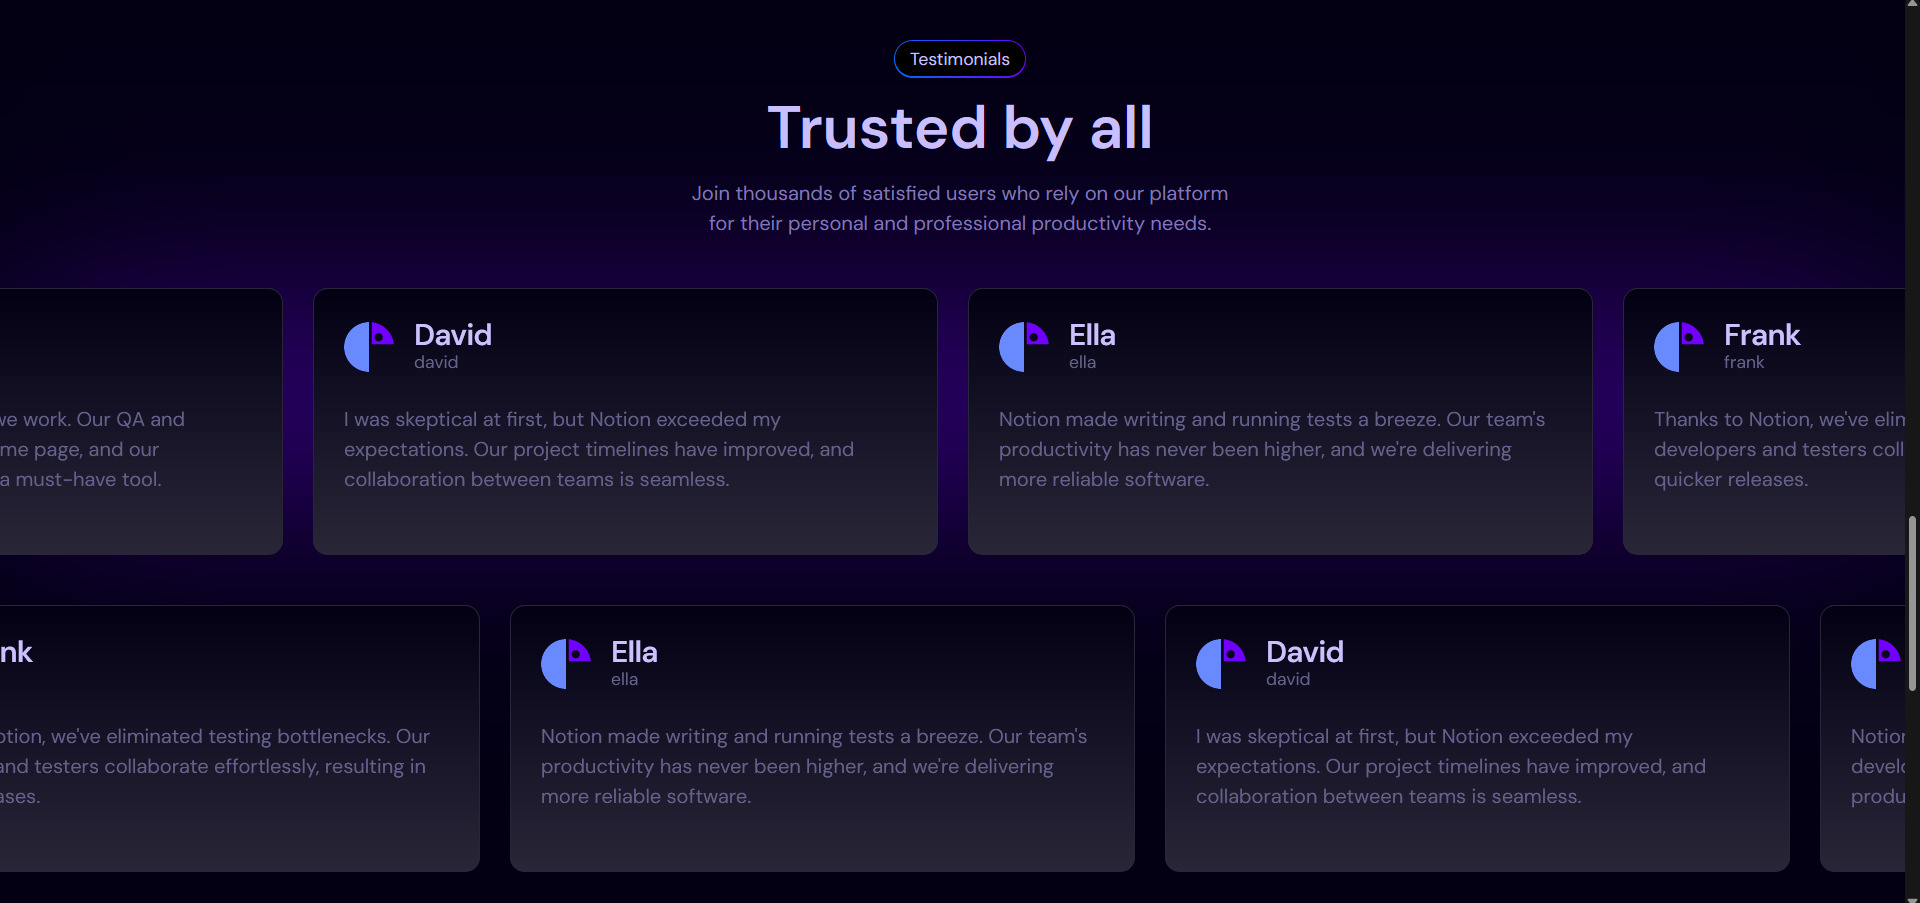 Testimonials
Trusted by all
Join thousands of satisfied users who rely on our platform
for their personal and professional productivity needs.
we work. Our QA and
me page, and our
a must-have tool.
David
david
I was skeptical at first, but Notion exceeded my
expectations. Our project timelines have improved, and
collaboration between teams is seamless.
Ella
ella
Notion made writing and running tests a breeze. Our team's
productivity has never been higher, and we're delivering
more reliable software.
Frank
frank
Thanks to Notion, we've elim
developers and testers coll
quicker releases.
nk
otion, we've eliminated testing bottlenecks. Our
and testers collaborate effortlessly, resulting in
ases.
Ella
ella
Notion made writing and running tests a breeze. Our team's
productivity has never been higher, and we're delivering
more reliable software.
David
david
I was skeptical at first, but Notion exceeded my
expectations. Our project timelines have improved, and
collaboration between teams is seamless.
Notion
develo
produ